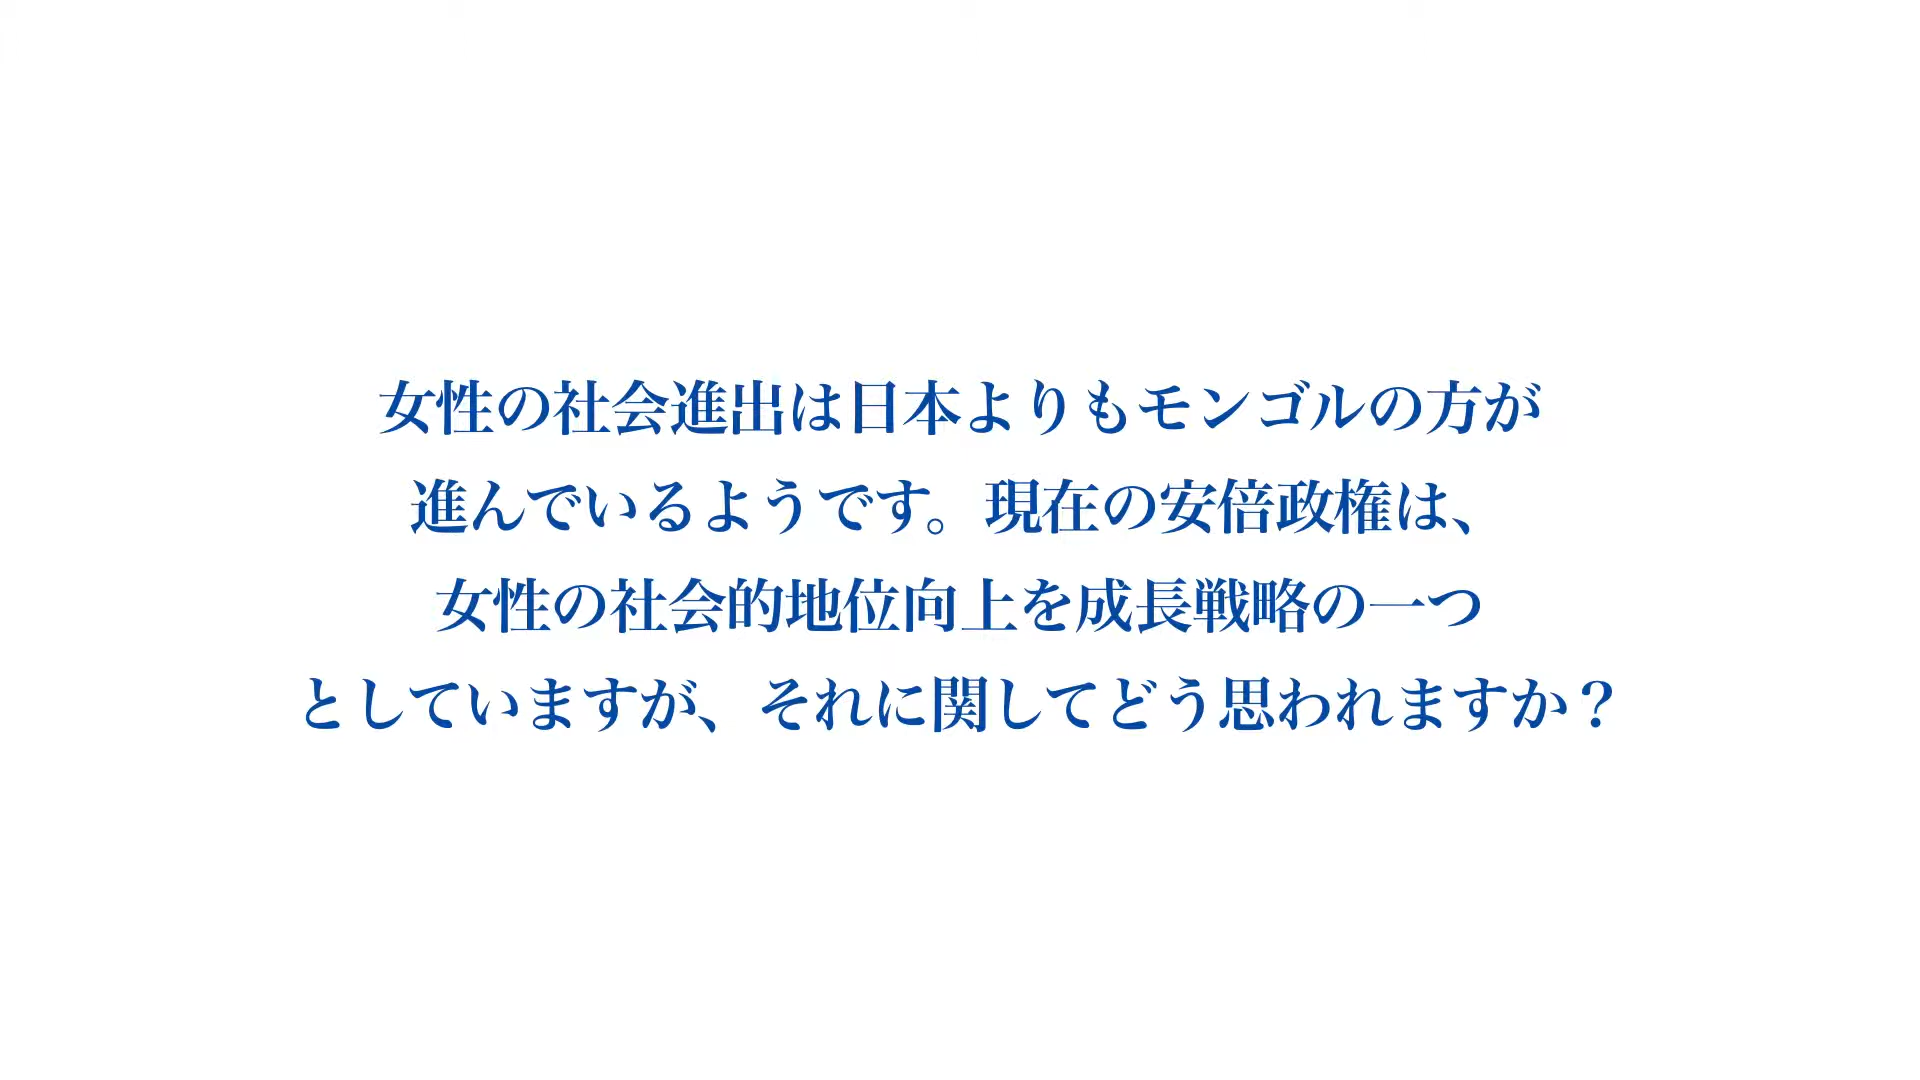 女性の社会進出は日本よりもモンゴルの方が
進んでいるようです。現在の安倍政権は、
女性の社会的地位向上を成長戦略の一つ
としていますが、それに関してどう思われますか？